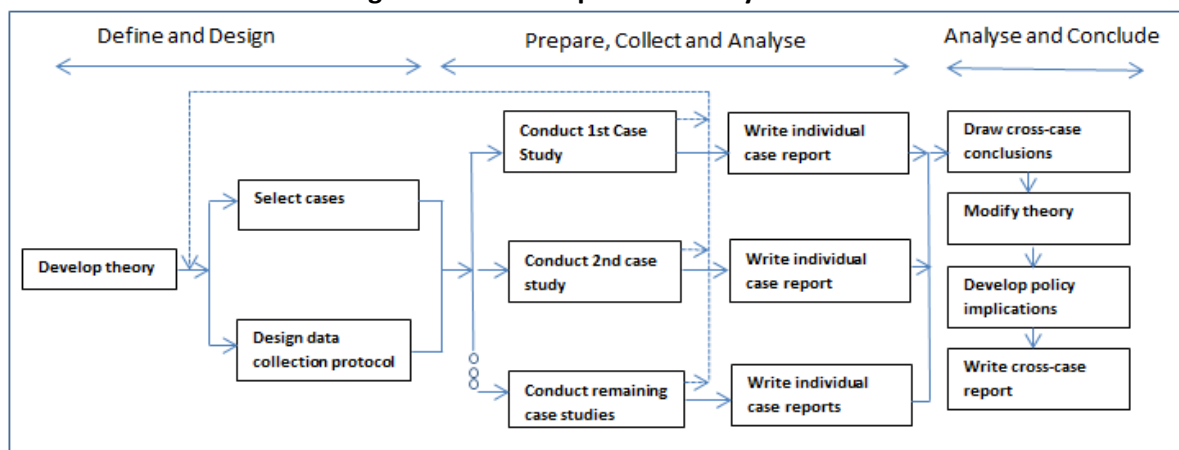 Define and Design
Prepare, Collect and Analyse
Analyse and Conclude
Conduct 1st Case
Study
Write individual
case report
Draw cross-case
conclusions
Select cases
Modify theory
Develop theory
Conduct 2nd case
study
Write individual
case report
Develop policy
implications
Design data
collection protocol
Write cross-case
report
Conduct remaining
case studies
Write individual
case reports